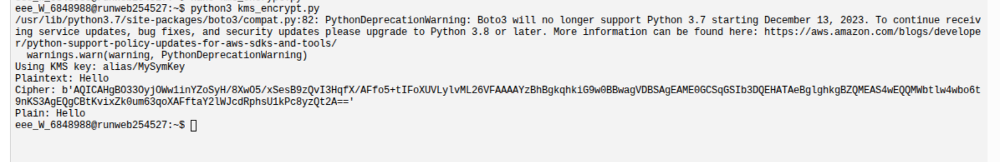 eee_W_6848988@runweb254527:~$ python3 kms_encrypt.py
/usr/lib/python3.7/site-packages/boto3/compat.py:82: PythonDeprecationWarning: Boto3 will no longer support Python 3.7 starting December 13, 2023. To continue receiv
ing service updates, bug fixes, and security updates please upgrade to Python 3.8 or later. More information can be found here: https://aws.amazon.com/blogs/develope
r/python-support-policy-updates-for-aws-sdks-and-tools/
  warnings.warn(warning, PythonDeprecationWarning)
Using KMS key: alias/MySymKey
Plaintext: Hello
Cipher: b'AQICAHgBO33OyjOWw1inYZoSyH/8XwO5/xSesB9zQvI3HqfX/AFfo5+tIFoXUVLylvML26VFAAAAYzBhBgkqhkiG9w0BBwagVDBSAgEAME0GCSqGSIb3DQEHATAeBglghkgBZQMEAS4wEQQMWbtlw4wbo6t
9nKS3AgEQgCBtKvixZk0um63qoXAFftaY2lWJcdRphsU1kPc8yzQt2A=='
Plain: Hello
eee_W_6848988@runweb254527:~$